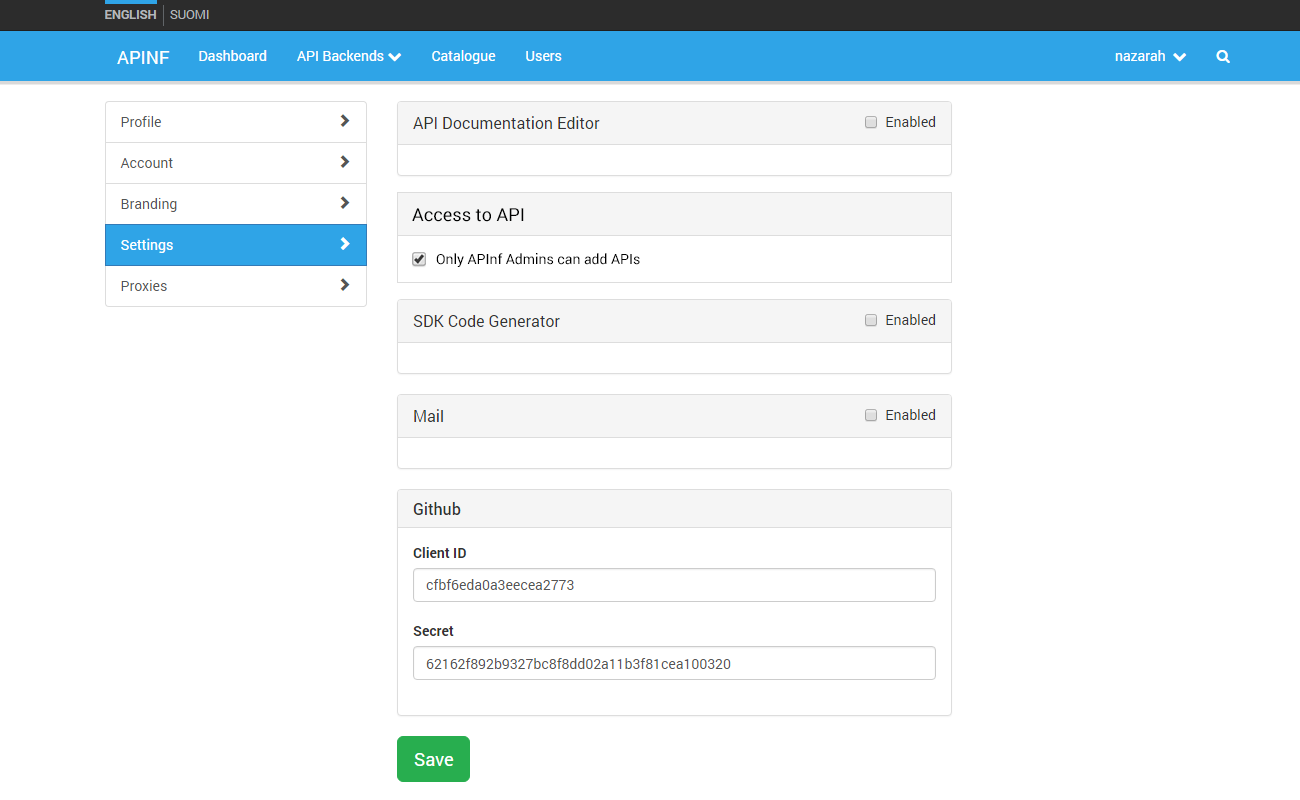 ENGLISH SUOMI
APINF Dashboard API Backends Catalogue Users nazarah
Profile
Account
Branding
Settings
Proxies
API Documentation Editor Enabled
Access to API
Only APInf Admins can add APIs
SDK Code Generator Enabled
Mail Enabled
Github
Client ID
cfbf6eda0a3eecea2773
Secret
62162f892b9327bc8f8dd02a11b3f81cea100320
Save